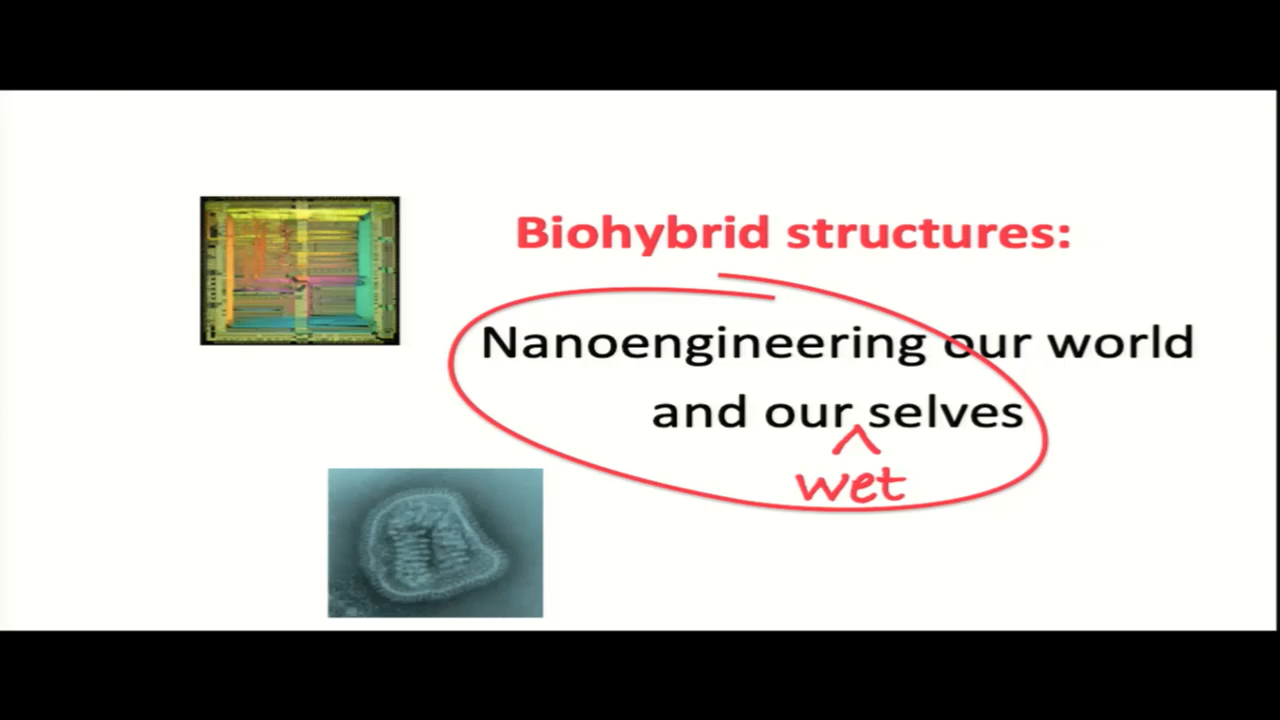 Biohybrid structures:
Nanoengineering our world
and our selves
wet